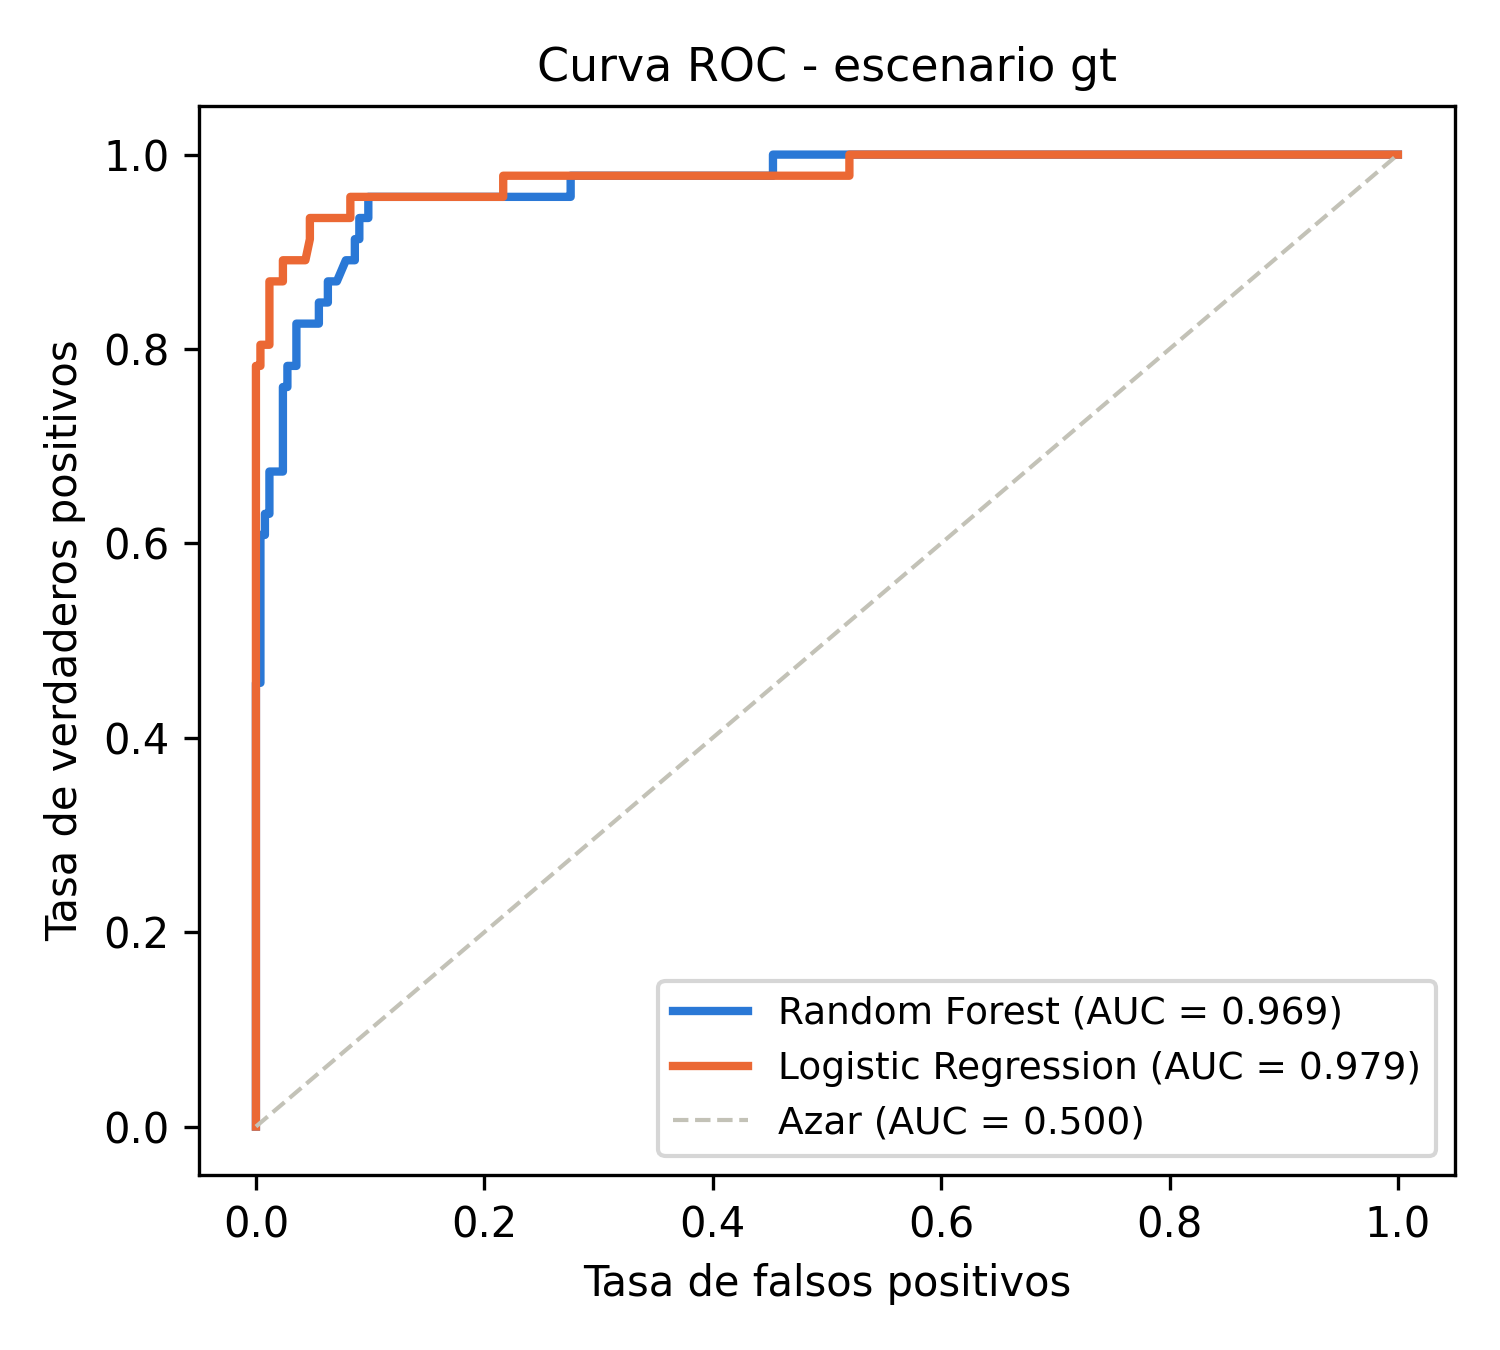 Curva ROC - escenario gt
1.0
0.8
0.6
0.4
0.2
0.0
Tasa de verdaderos positivos
Random Forest (AUC = 0.969)
Logistic Regression (AUC = 0.979)
Azar (AUC = 0.500)
0.0 0.2 0.4 0.6 0.8 1.0
Tasa de falsos positivos